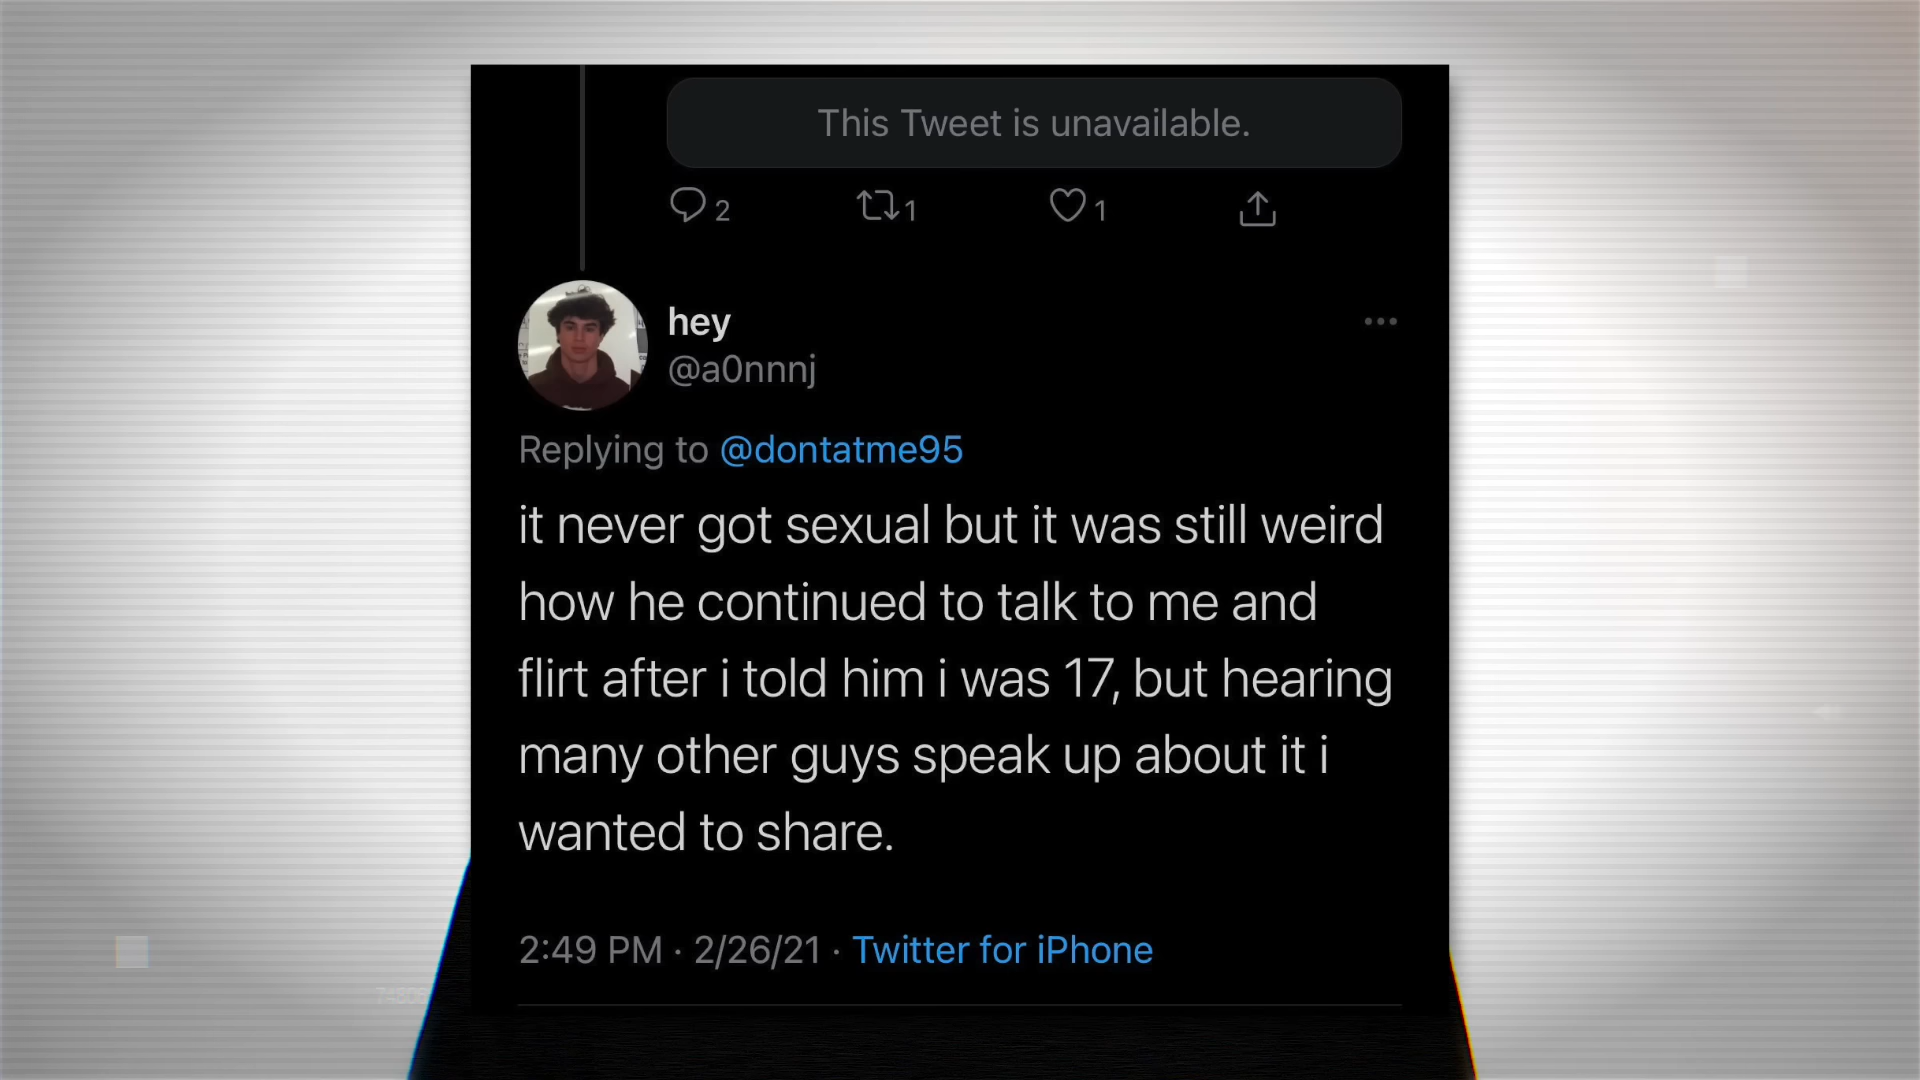 This Tweet is unavailable.
2 1 1
hey
@a0nnnj
Replying to @dontatme95
it never got sexual but it was still weird
how he continued to talk to me and
flirt after i told him i was 17, but hearing
many other guys speak up about it i
wanted to share.
2:49 PM · 2/26/21 · Twitter for iPhone